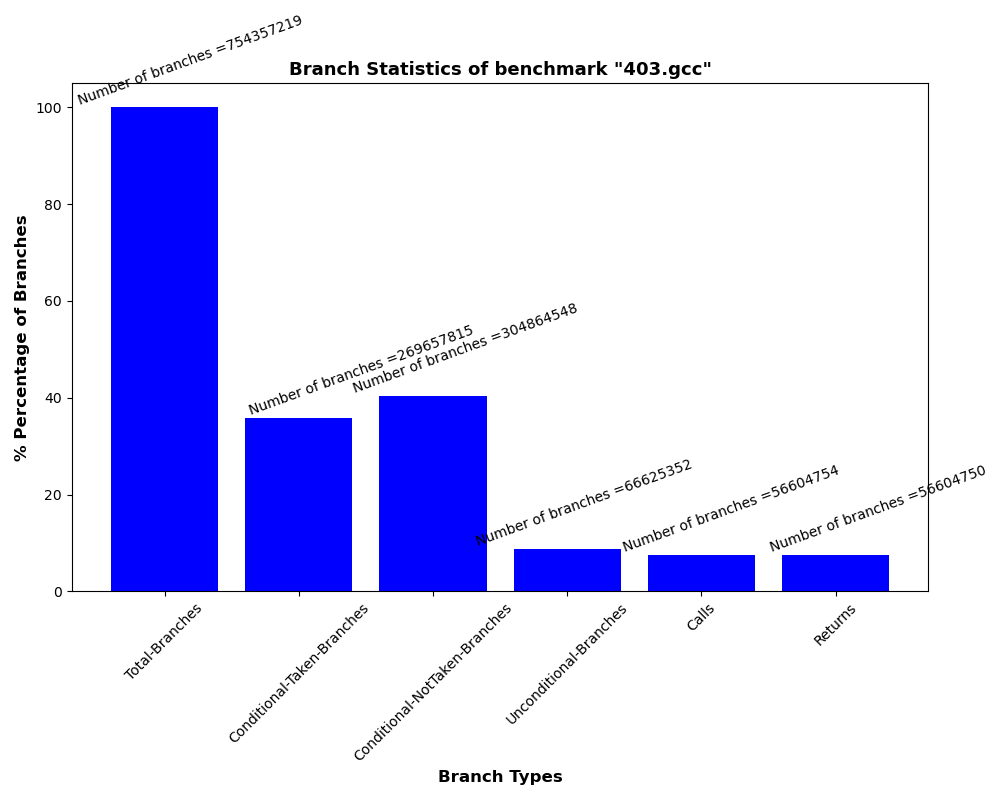 Number of branches =754357219
Branch Statistics of benchmark "403.gcc"
% Percentage of Branches
100
80
60
40
20
0
Number of branches =269657815
Number of branches =304864548
Number of branches =66625352
Number of branches =56604754
Number of branches =56604750
Total-Branches
Conditional-Taken-Branches
Conditional-NotTaken-Branches
Unconditional-Branches
Calls
Returns
Branch Types